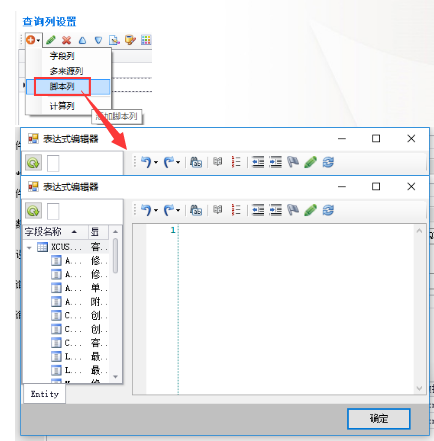 查询列设置
字段列
多来源列
脚本列
计算列
添加脚本列
表达式编辑器
表达式编辑器
字段名称 显
XCUS... 客..
A... 修..
A... 修..
A... 单..
A... 附..
C... 创..
C... 创..
C... 客..
L... 最..
L... 最..
1
Entity
确定